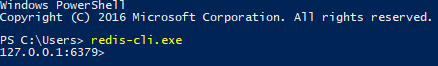 Windows PowerShell
Copyright (C) 2016 Microsoft Corporation. All rights reserved.
PS C:\Users> redis-cli.exe
127.0.0.1:6379>